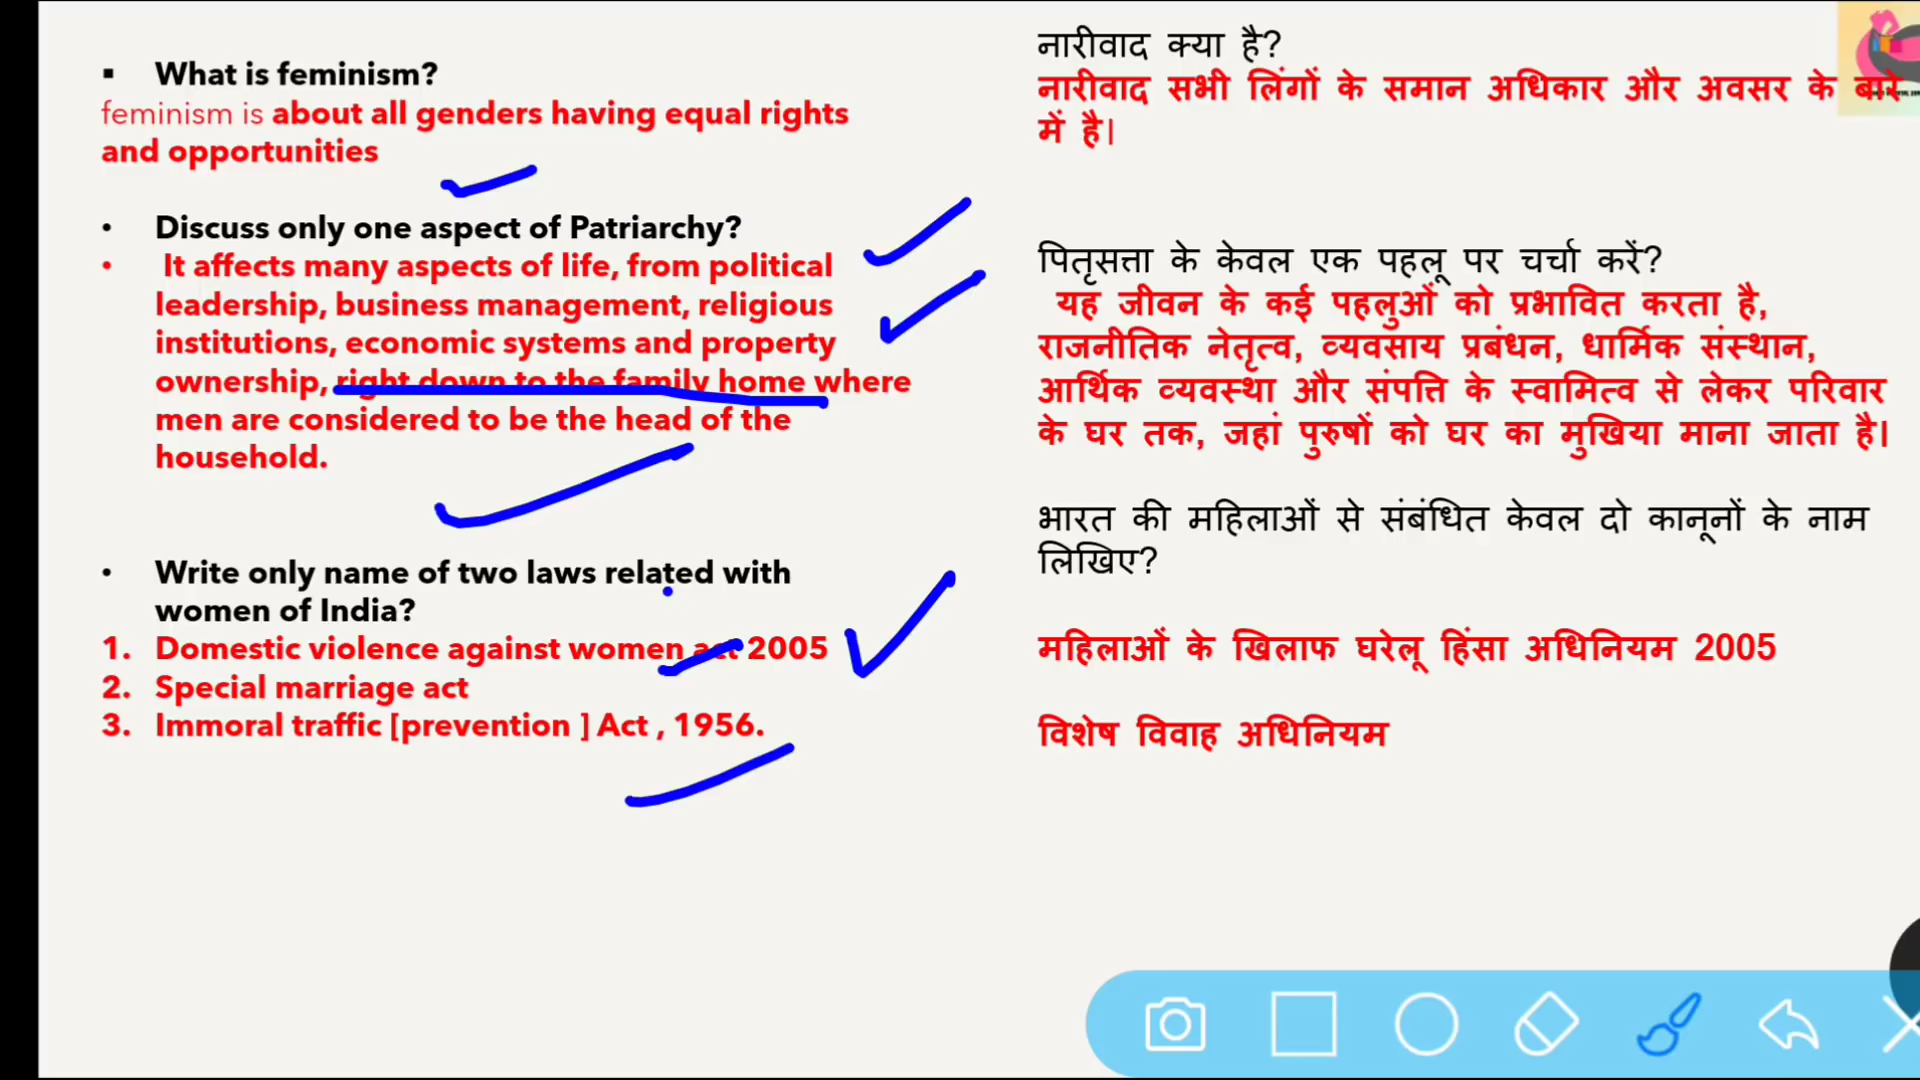 ▪ What is feminism?
feminism is about all genders having equal rights
and opportunities
• Discuss only one aspect of Patriarchy?
• It affects many aspects of life, from political
leadership, business management, religious
institutions, economic systems and property
ownership, right down to the family home where
men are considered to be the head of the
household.
• Write only name of two laws related with
women of India?
1. Domestic violence against women act 2005
2. Special marriage act
3. Immoral traffic [prevention ] Act , 1956.
नारीवाद क्या है?
नारीवाद सभी लिंगों के समान अधिकार और अवसर के बारे
में है।
पितृसत्ता के केवल एक पहलू पर चर्चा करें?
यह जीवन के कई पहलुओं को प्रभावित करता है,
राजनीतिक नेतृत्व, व्यवसाय प्रबंधन, धार्मिक संस्थान,
आर्थिक व्यवस्था और संपत्ति के स्वामित्व से लेकर परिवार
के घर तक, जहां पुरुषों को घर का मुखिया माना जाता है।
भारत की महिलाओं से संबंधित केवल दो कानूनों के नाम
लिखिए?
महिलाओं के खिलाफ घरेलू हिंसा अधिनियम 2005
विशेष विवाह अधिनियम